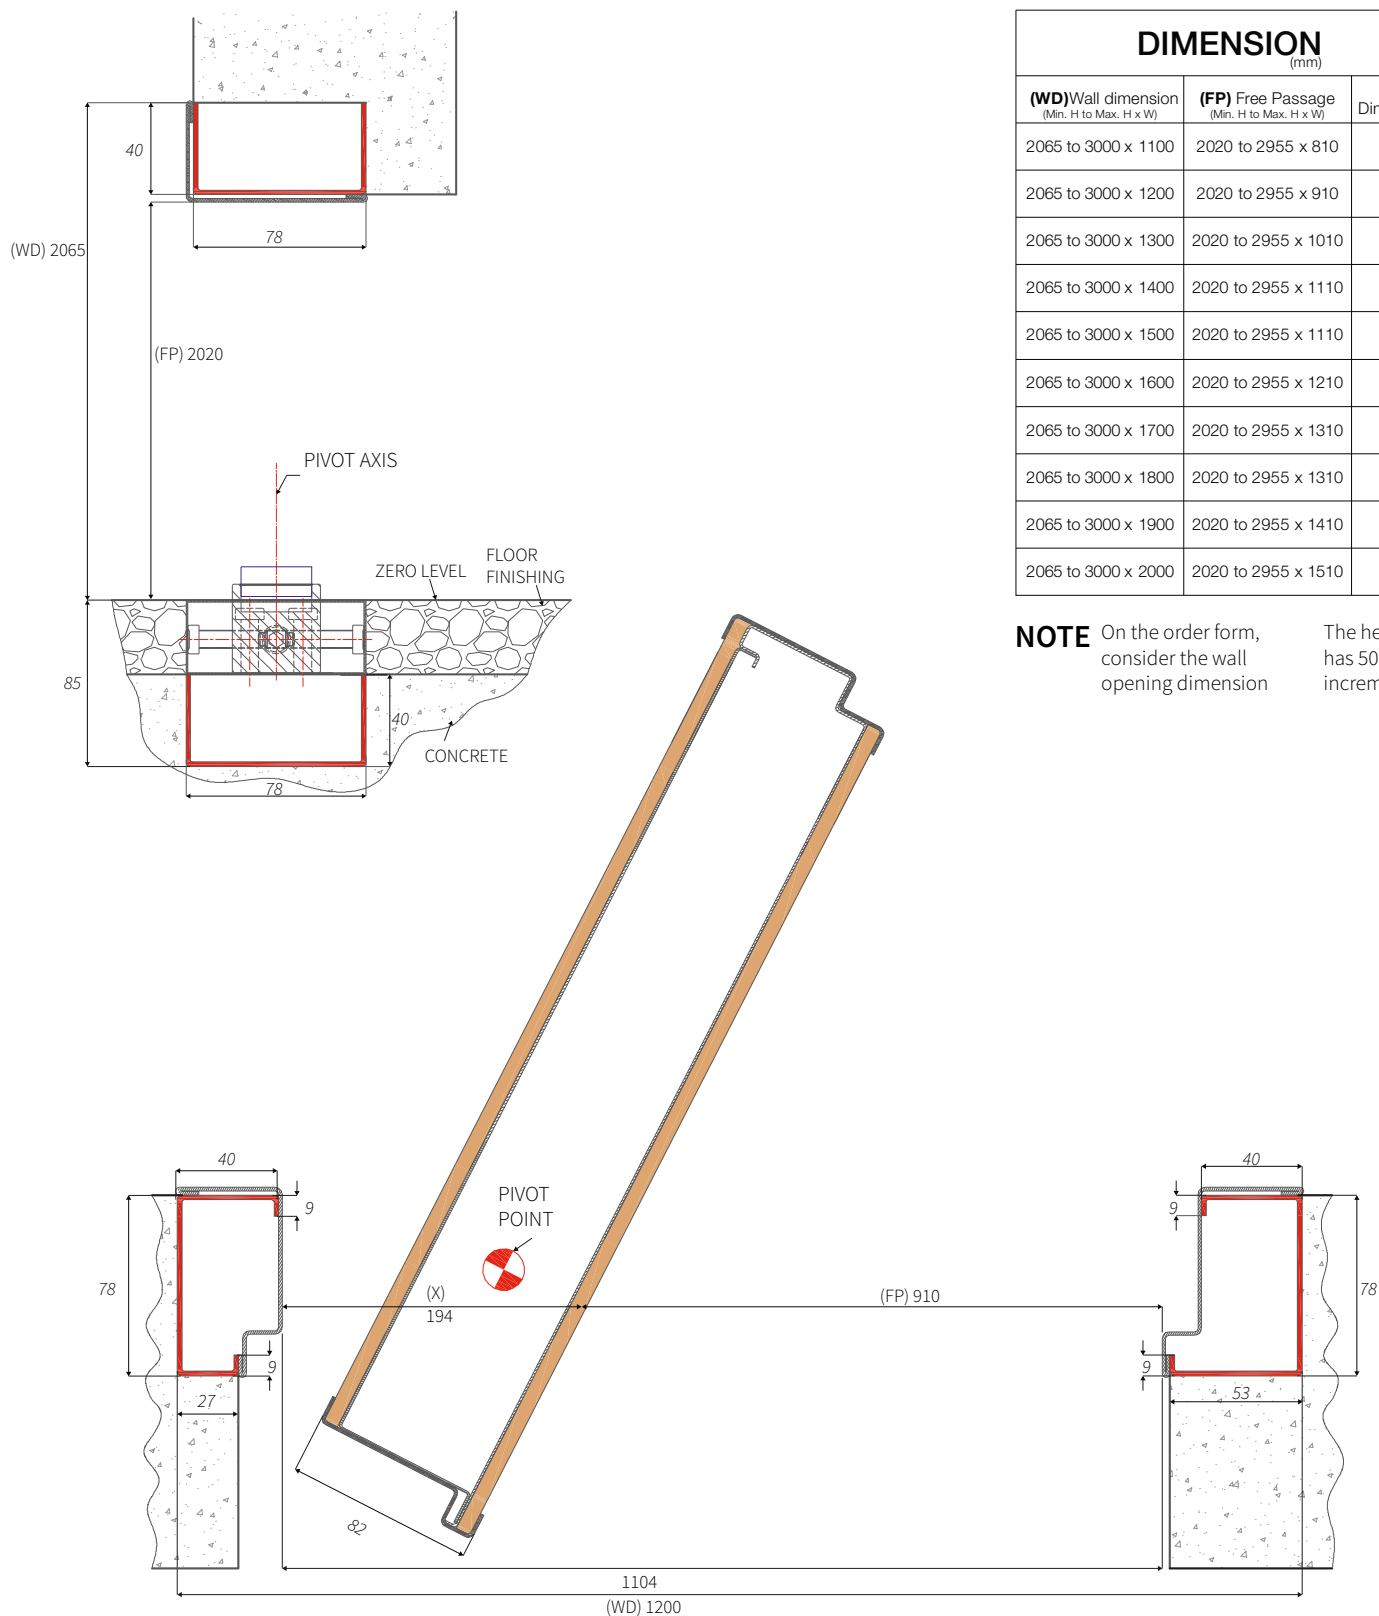 DIMENSION
(mm)
(WD)Wall dimension
(Min. H to Max. H x W)
(FP) Free Passage
(Min. H to Max. H x W)
2065 to 3000 x 1100 2020 to 2955 x 810
2065 to 3000 x 1200 2020 to 2955 x 910
2065 to 3000 x 1300 2020 to 2955 x 1010
2065 to 3000 x 1400 2020 to 2955 x 1110
2065 to 3000 x 1500 2020 to 2955 x 1110
2065 to 3000 x 1600 2020 to 2955 x 1210
2065 to 3000 x 1700 2020 to 2955 x 1310
2065 to 3000 x 1800 2020 to 2955 x 1310
2065 to 3000 x 1900 2020 to 2955 x 1410
2065 to 3000 x 2000 2020 to 2955 x 1510
NOTE
On the order form,
consider the wall
opening dimension
The
has 50
40
78
(WD) 2065
(FP) 2020
PIVOT AXIS
ZERO LEVEL
FLOOR
FINISHING
85
40
CONCRETE
78
40
9
78
9
27
PIVOT
POINT
(X)
194
(FP) 910
82
40
9
78
9
53
1104
(WD) 1200